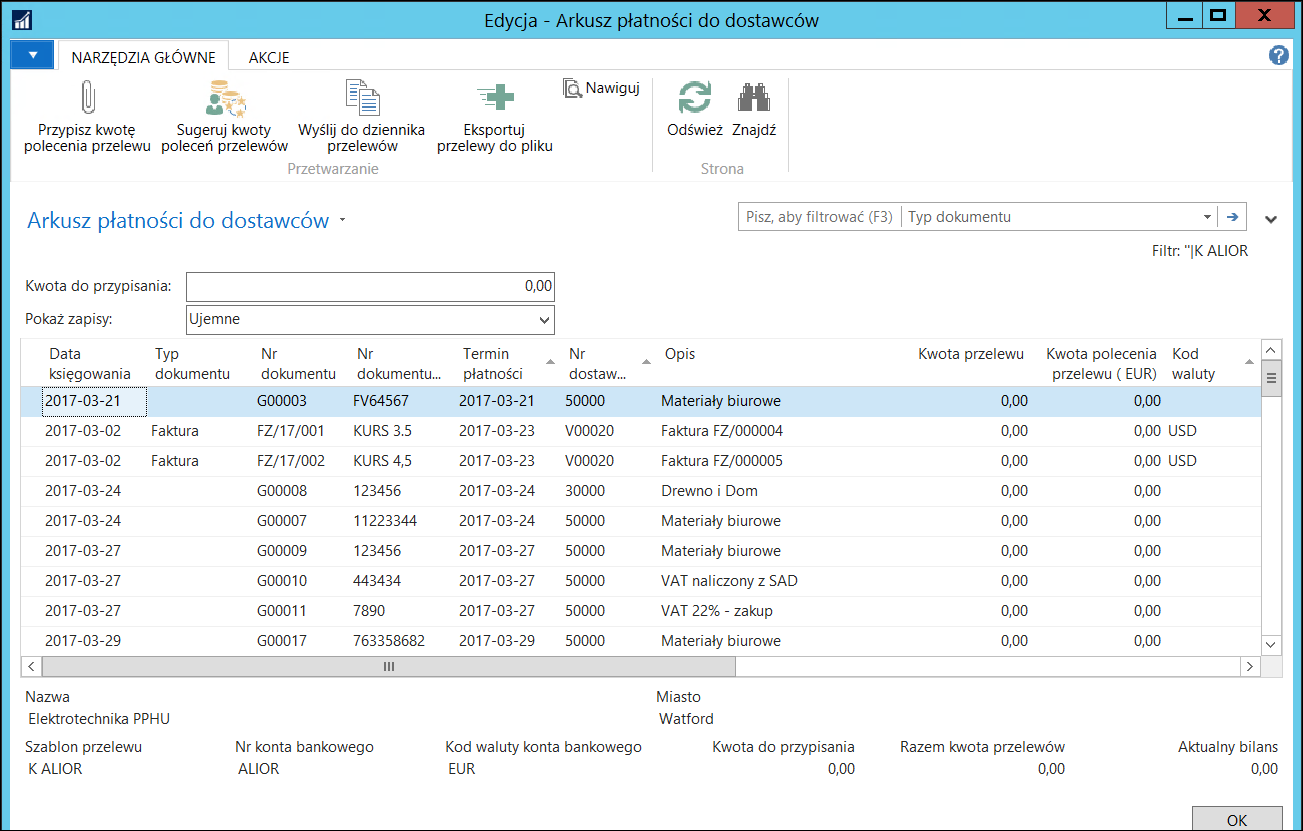 Edycja - Arkusz płatności do dostawców
NARZĘDZIA GŁÓWNE AKCJE
Przypisz kwotę polecenia przelewu
Sugeruj kwoty poleceń przelewów
Wyślij do dziennika przelewów
Eksportuj przelewy do pliku
Nawiguj
Odśwież
Znajdź
Przetwarzanie
Strona
Arkusz płatności do dostawców
Pisz, aby filtrować (F3) Typ dokumentu
Filtr: ''|K ALIOR
Kwota do przypisania: 0,00
Pokaż zapisy: Ujemne
Data księgowania Typ dokumentu Nr dokumentu Nr dokumentu... Termin płatności Nr dostaw... Opis Kwota przelewu Kwota polecenia przelewu ( EUR) Kod waluty
2017-03-21 G00003 FV64567 2017-03-21 50000 Materiały biurowe 0,00 0,00
2017-03-02 Faktura FZ/17/001 KURS 3.5 2017-03-23 V00020 Faktura FZ/000004 0,00 0,00 USD
2017-03-02 Faktura FZ/17/002 KURS 4,5 2017-03-23 V00020 Faktura FZ/000005 0,00 0,00 USD
2017-03-24 G00008 123456 2017-03-24 30000 Drewno i Dom 0,00 0,00
2017-03-24 G00007 11223344 2017-03-24 50000 Materiały biurowe 0,00 0,00
2017-03-27 G00009 123456 2017-03-27 50000 Materiały biurowe 0,00 0,00
2017-03-27 G00010 443434 2017-03-27 50000 VAT naliczony z SAD 0,00 0,00
2017-03-27 G00011 7890 2017-03-27 50000 VAT 22% - zakup 0,00 0,00
2017-03-29 G00017 763358682 2017-03-29 50000 Materiały biurowe 0,00 0,00
Nazwa Miasto
Elektrotechnika PPHU Watford
Szablon przelewu Nr konta bankowego Kod waluty konta bankowego Kwota do przypisania Razem kwota przelewów Aktualny bilans
K ALIOR ALIOR EUR 0,00 0,00 0,00
OK